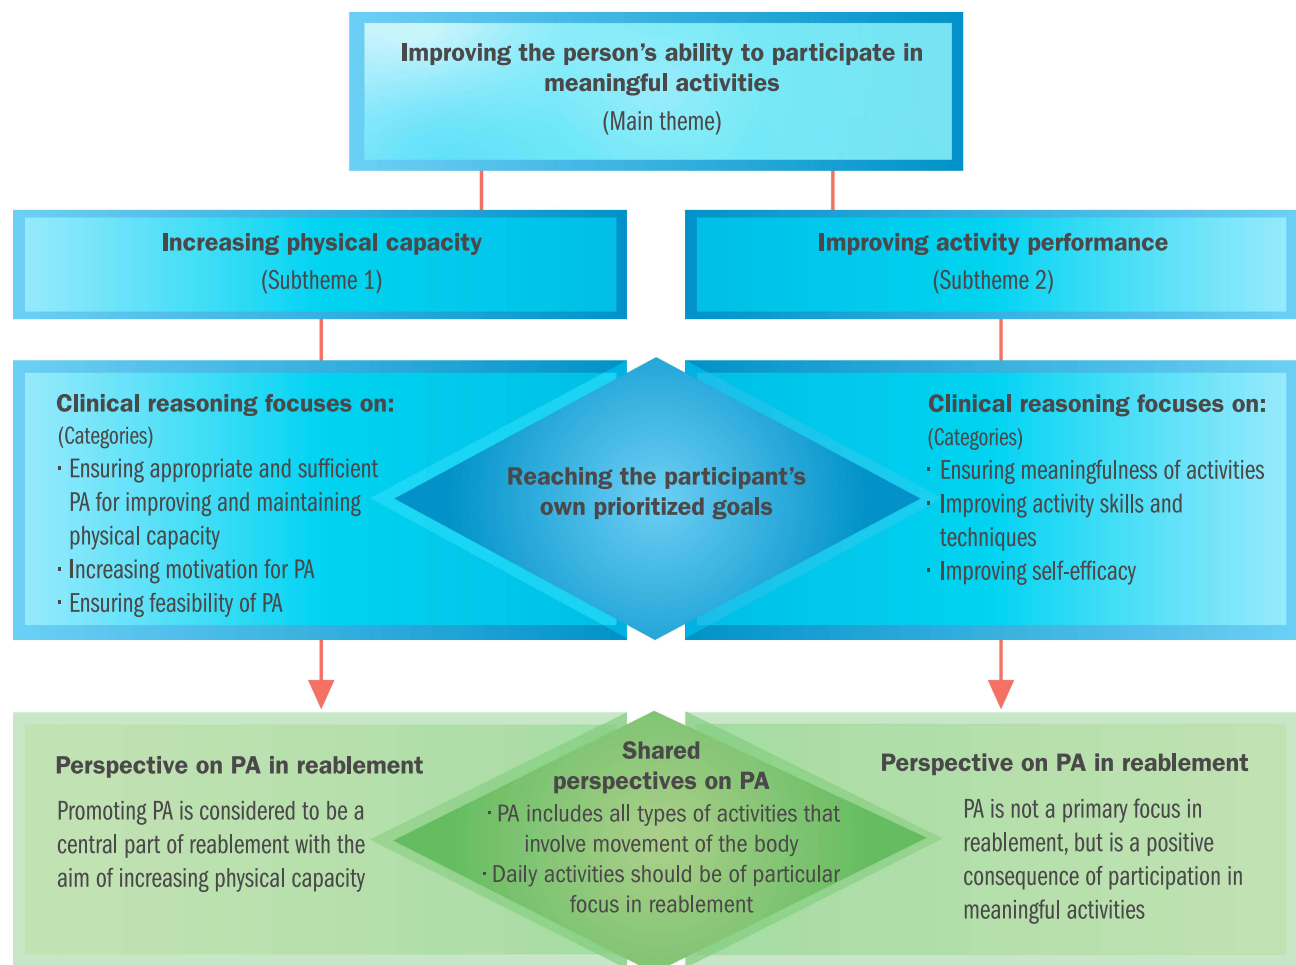 Improving the person's ability to participate in
meaningful activities
(Main theme)
Increasing physical capacity
(Subtheme 1)
Improving activity performance
(Subtheme 2)
Clinical reasoning focuses on:
(Categories)
· Ensuring appropriate and sufficient
PA for improving and maintaining
physical capacity
· Increasing motivation for PA
· Ensuring feasibility of PA
Reaching the participant's
own prioritized goals
Clinical reasoning focuses on:
(Categories)
· Ensuring meaningfulness of activities
· Improving activity skills and
techniques
· Improving self-efficacy
Perspective on PA in reablement
Promoting PA is considered to be a
central part of reablement with the
aim of increasing physical capacity
Shared
perspectives on PA
· PA includes all types of activities that
involve movement of the body
· Daily activities should be of particular
focus in reablement
Perspective on PA in reablement
PA is not a primary focus in
reablement, but is a positive
consequence of participation in
meaningful activities